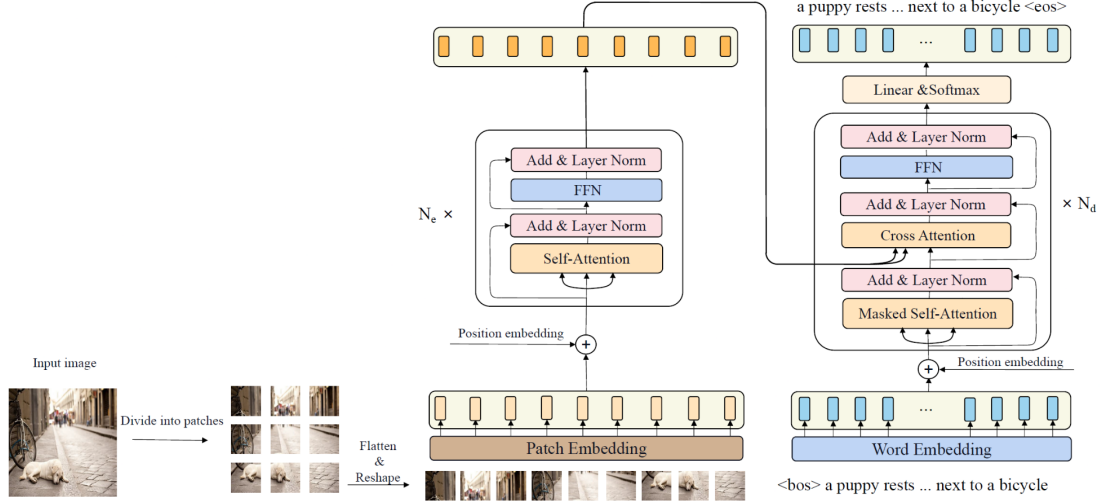 a puppy rests ... next to a bicycle <eos>
...
Linear &Softmax
Add & Layer Norm
FFN
Add & Layer Norm
Cross Attention
Add & Layer Norm
Masked Self-Attention
× N_d
Position embedding
...
Word Embedding
<bos> a puppy rests ... next to a bicycle
Add & Layer Norm
FFN
Add & Layer Norm
Self-Attention
N_e ×
Position embedding
+
+
Patch Embedding
Input image
Divide into patches
Flatten
&
Reshape